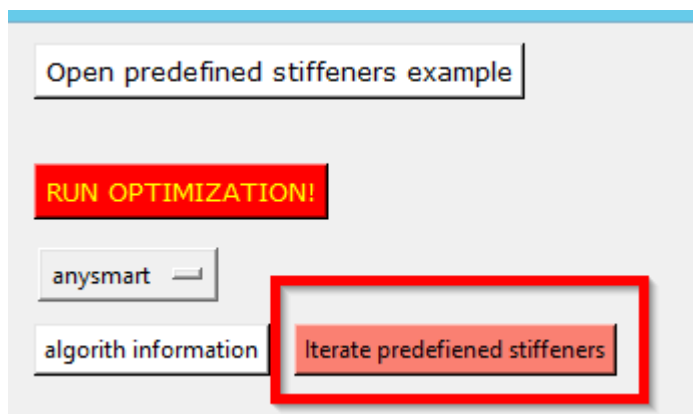 Open predefined stiffeners example
RUN OPTIMIZATION!
anysmart
algorith information
Iterate predefiened stiffeners